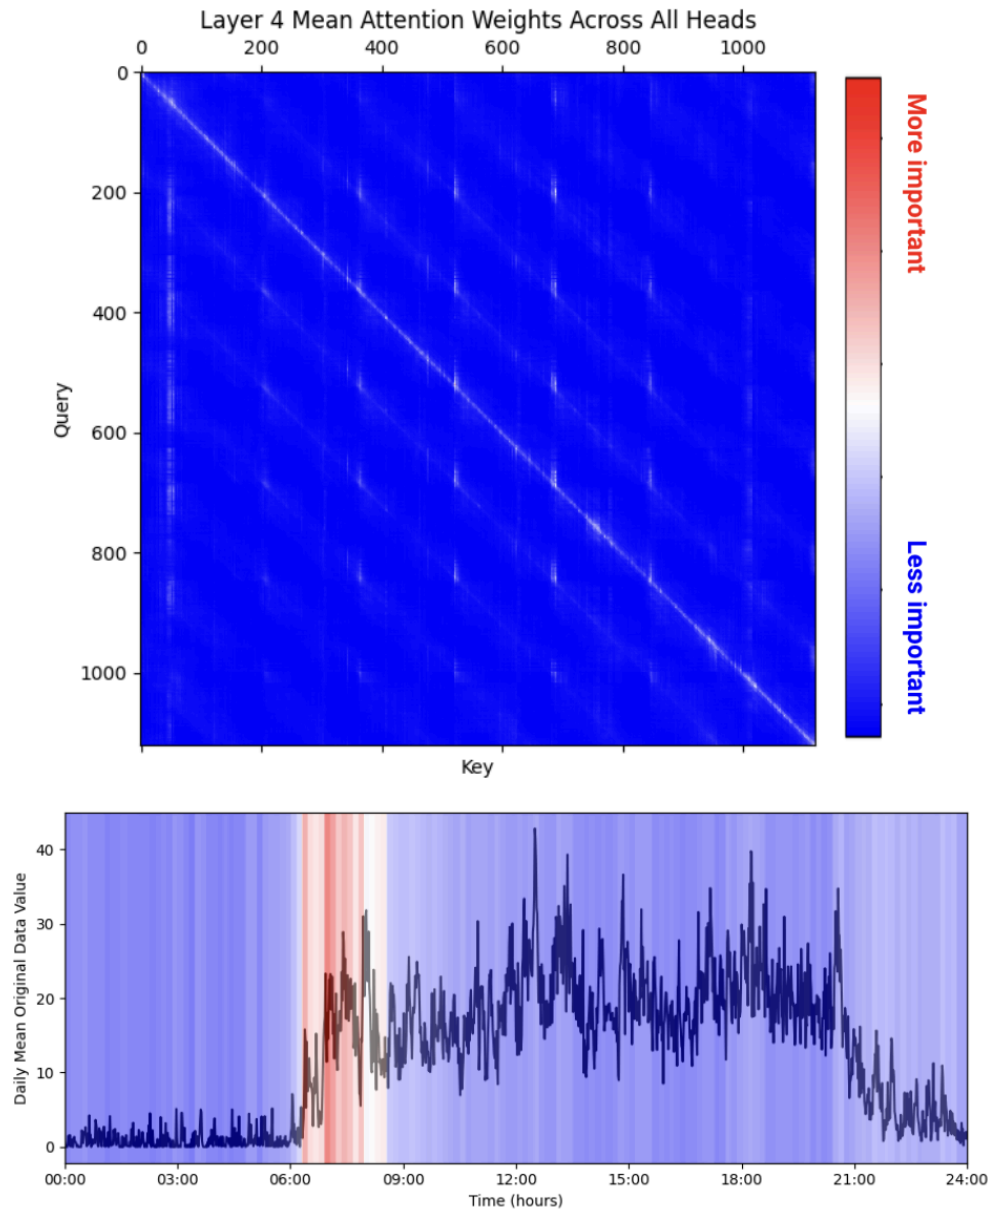 Layer 4 Mean Attention Weights Across All Heads
0 200 400 600 800 1000
0
200
400
600
800
1000
Query
Key
More important
Less important
40
30
20
10
0
Daily Mean Original Data Value
00:00 03:00 06:00 09:00 12:00 15:00 18:00 21:00 24:00
Time (hours)